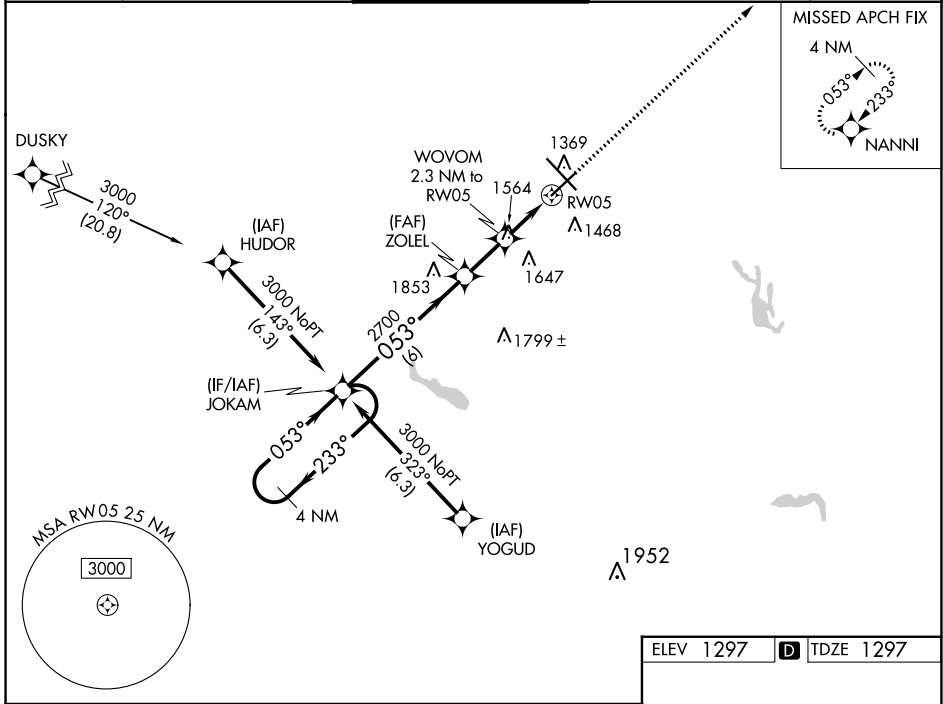 MISSED APCH FIX
4 NM
053°
233°
NANNI
DUSKY
3000
120°
(20.8)
(IAF)
HUDOR
3000 NoPT
143°
(6.3)
WOVOM
2.3 NM to
RW05
1369
1564
RW05
1468
(FAF)
ZOLEL
1853
1647
1799 ±
2700
053°
(6)
(IF/IAF)
JOKAM
053°
233°
4 NM
3000 NoPT
323°
(6.3)
(IAF)
YOGUD
1952
MSA RW05 25 NM
3000
ELEV 1297 D TDZE 1297